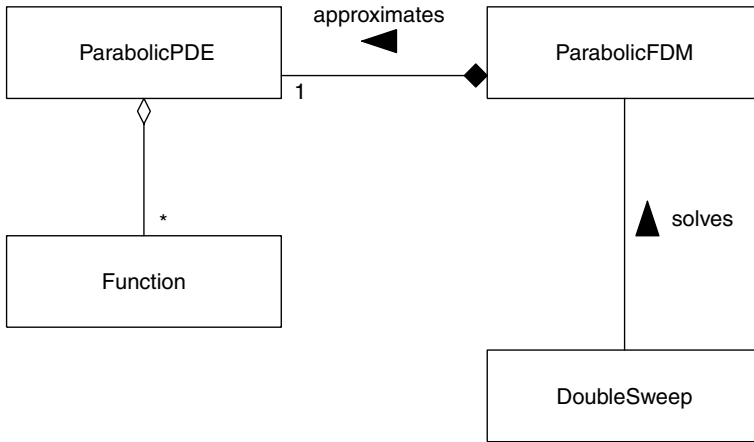 approximates
ParabolicPDE
ParabolicFDM
1
*
solves
Function
DoubleSweep